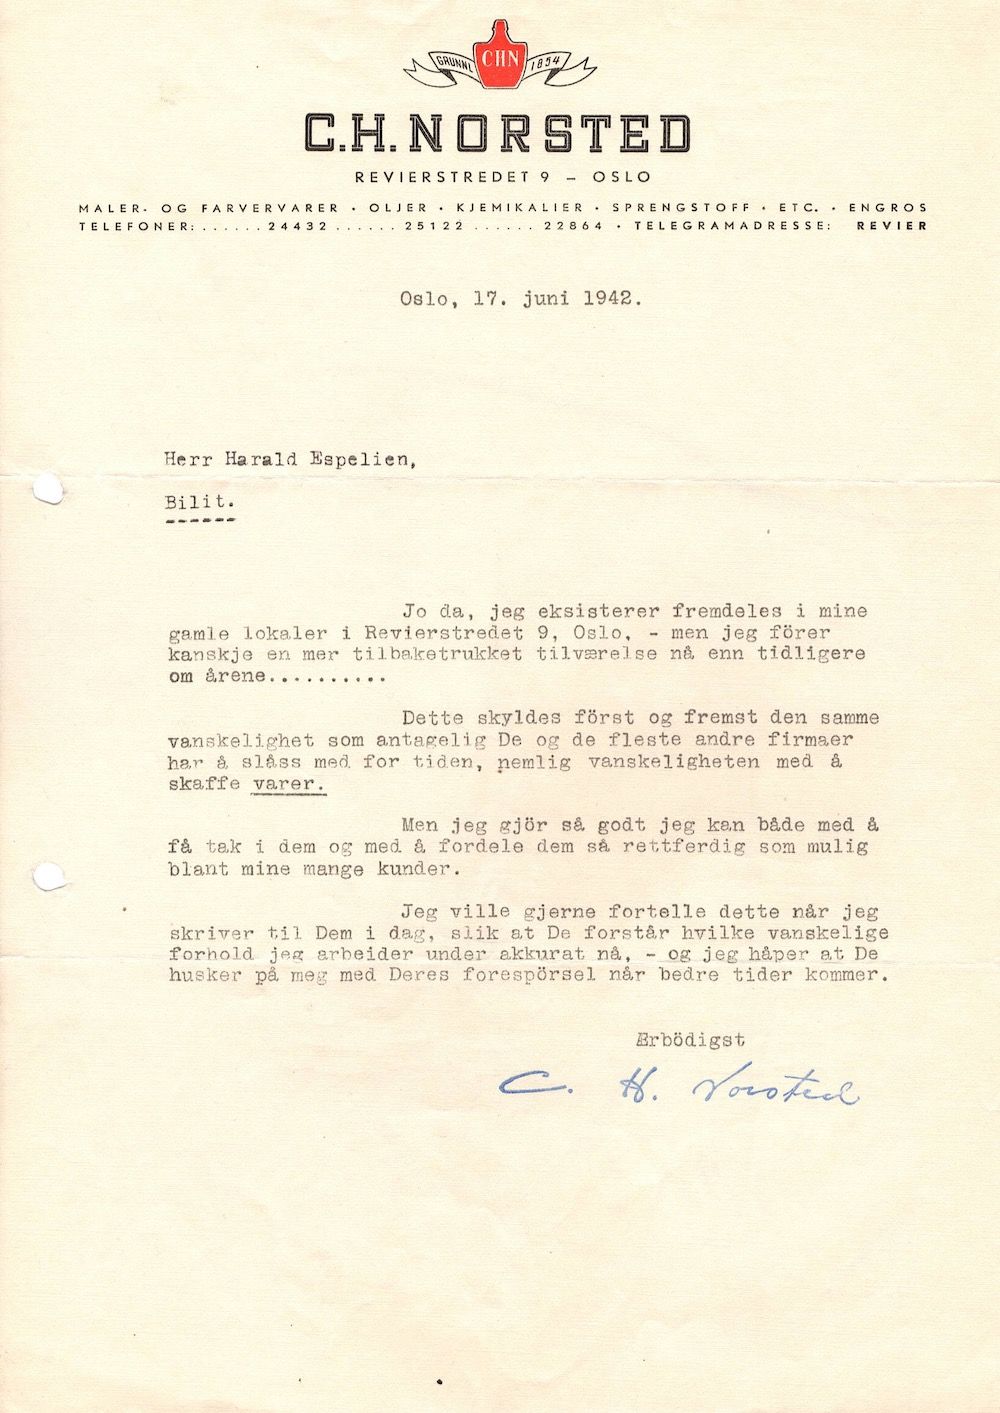 GRUNNL. CHN 1854
C.H. NORSTED
REVIERSTREDET 9 – OSLO
MALER- OG FARVERVARER · OLJER · KJEMIKALIER · SPRENGSTOFF · ETC. · ENGROS
TELEFONER: ...... 24432 ...... 25122 ...... 22864 · TELEGRAMADRESSE: REVIER
Oslo, 17. juni 1942.
Herr Harald Espelien,
Bilit.
------
Jo da, jeg eksisterer fremdeles i mine
gamle lokaler i Revierstredet 9, Oslo, - men jeg förer
kanskje en mer tilbaketrukket tilværelse nå enn tidligere
om årene..........
Dette skyldes först og fremst den samme
vanskelighet som antagelig De og de fleste andre firmaer
har å slåss med for tiden, nemlig vanskeligheten med å
skaffe varer.
Men jeg gjör så godt jeg kan både med å
få tak i dem og med å fordele dem så rettferdig som mulig
blant mine mange kunder.
Jeg ville gjerne fortelle dette når jeg
skriver til Dem i dag, slik at De forstår hvilke vanskelige
forhold jeg arbeider under akkurat nå, - og jeg håper at De
husker på meg med Deres forespörsel når bedre tider kommer.
Ærbödigst
C. H. Norsted